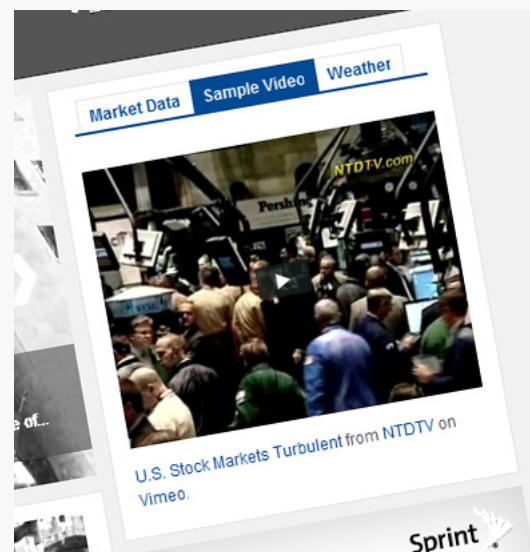 Market Data Sample Video Weather
NTDTV.com
Pershing
e of...
U.S. Stock Markets Turbulent from NTDTV on
Vimeo.
Sprint